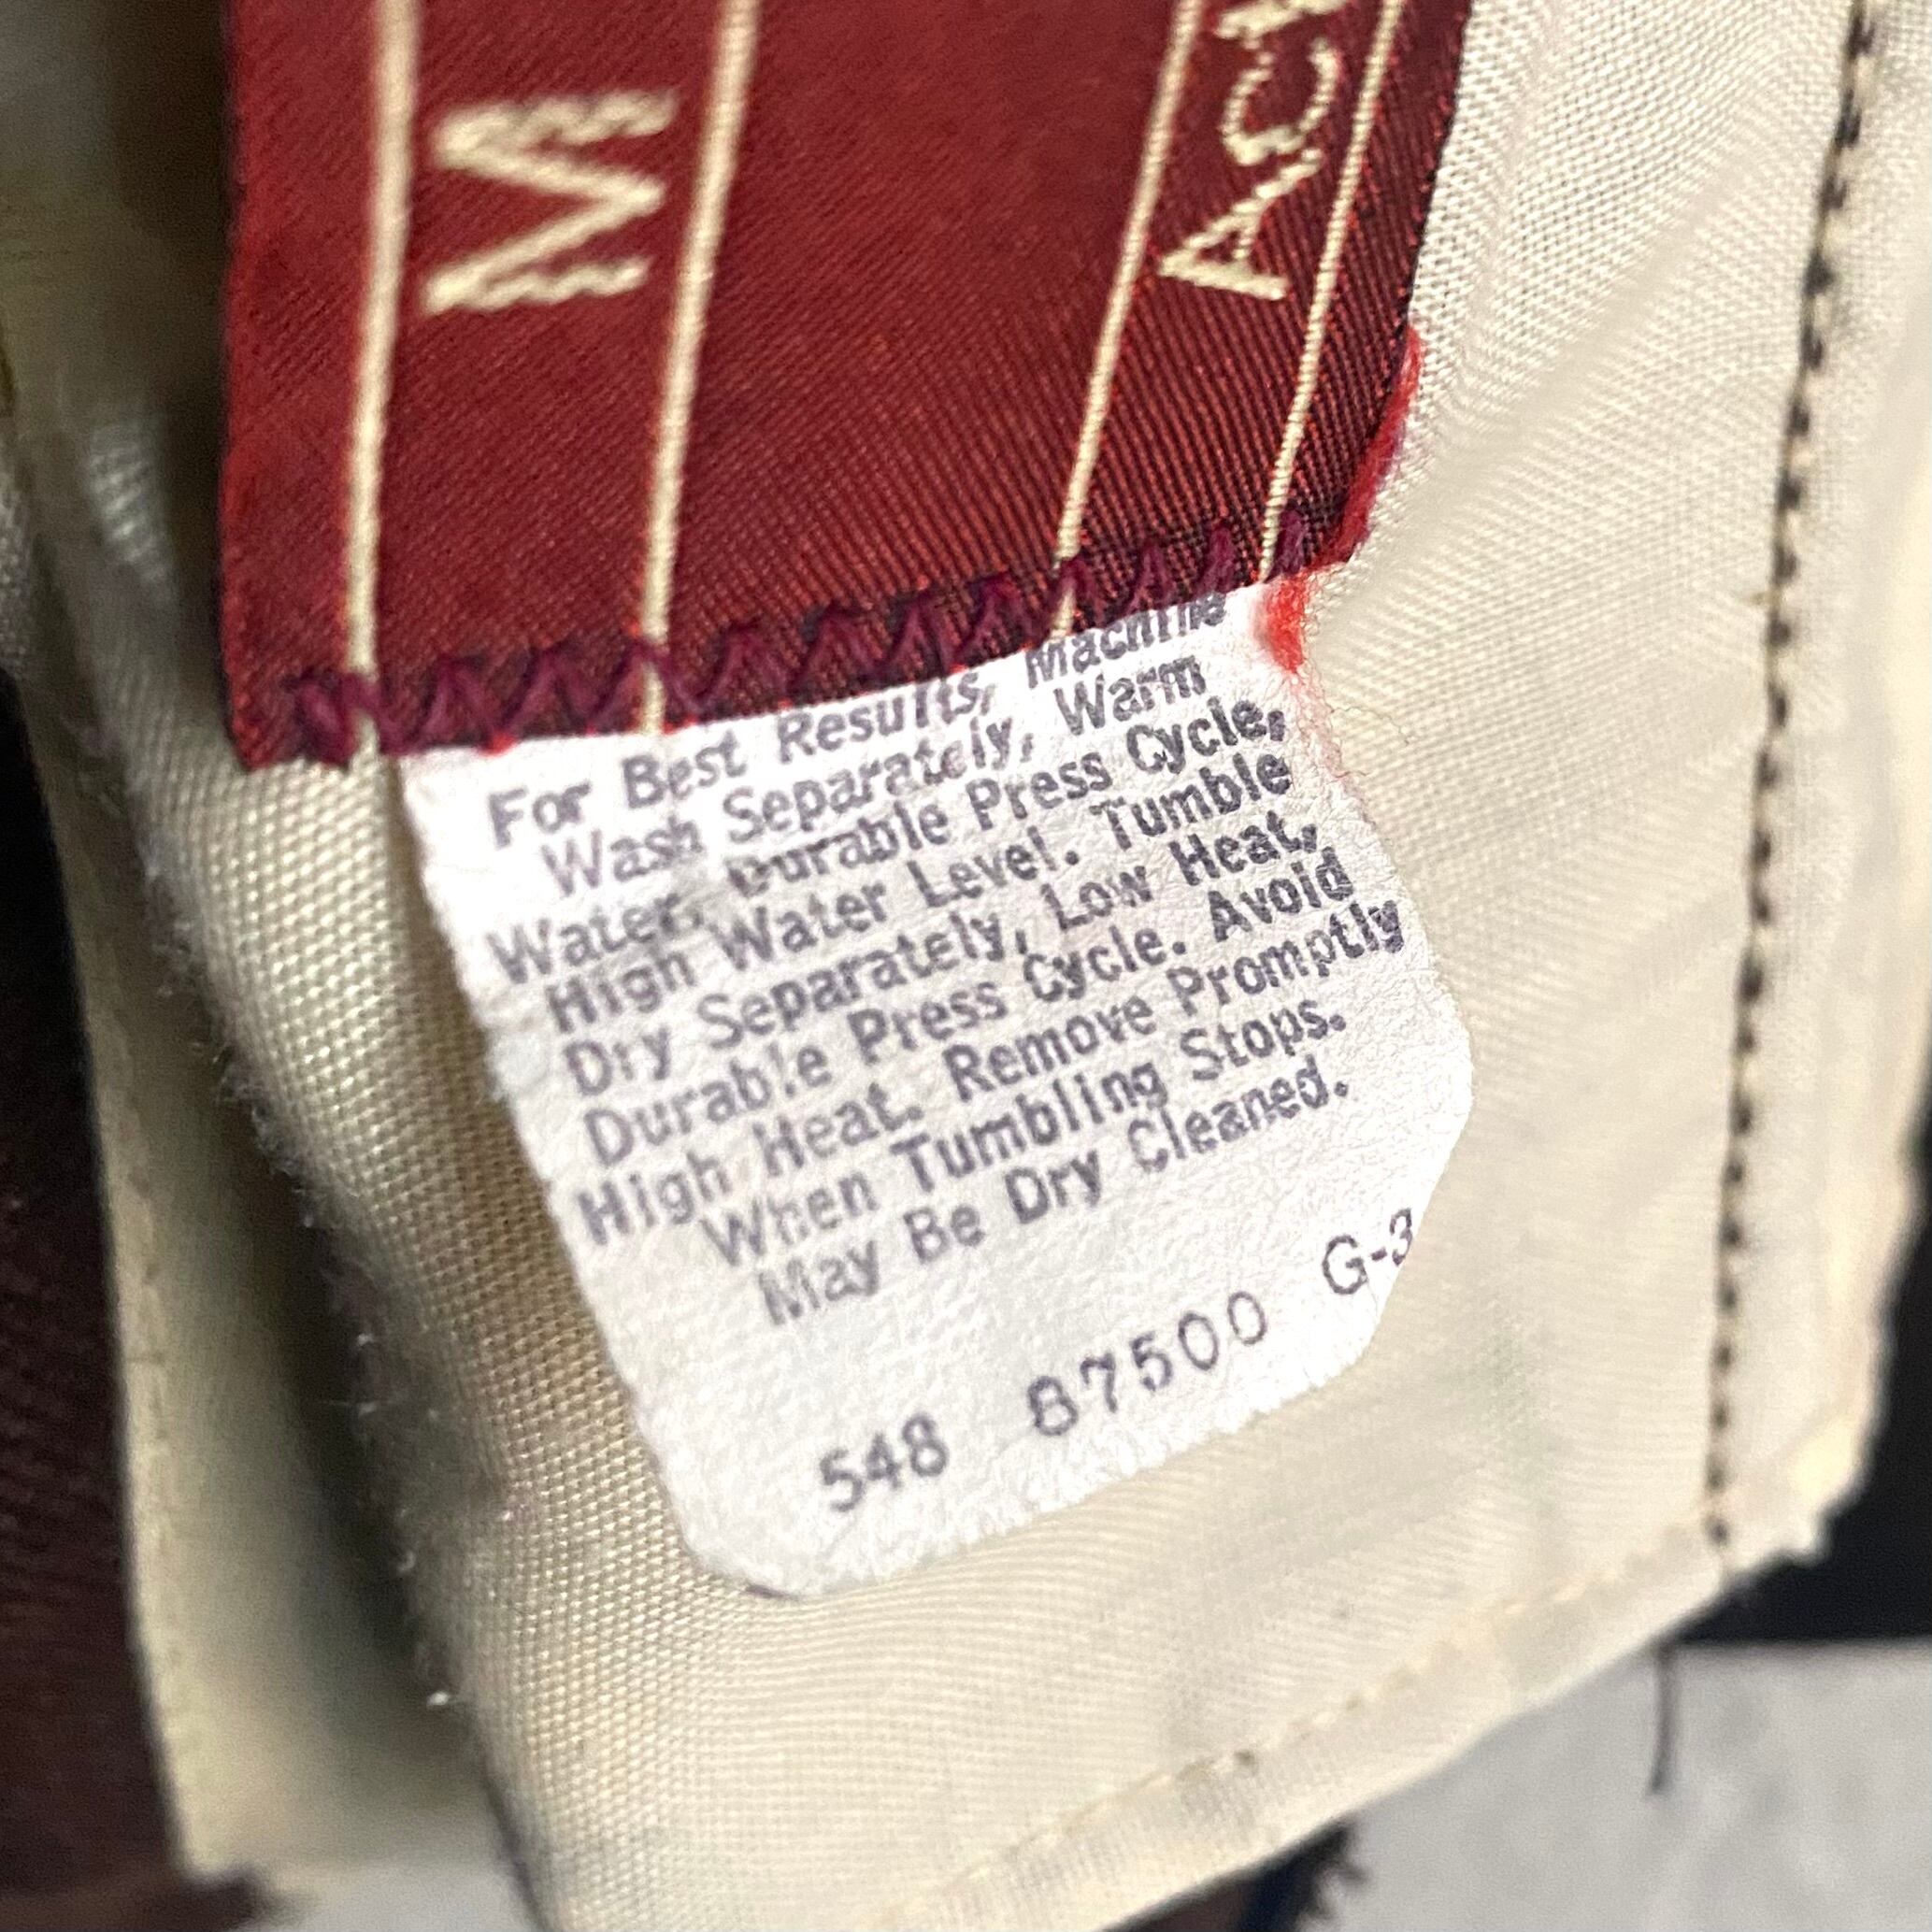 M
For Best Results, Machine
Wash Separately, Warm
Water, Durable Press Cycle,
High Water Level. Tumble
Dry Separately, Low Heat,
Durable Press Cycle. Avoid
High Heat. Remove Promptly
When Tumbling Stops.
May Be Dry Cleaned.
548 87500 G-3